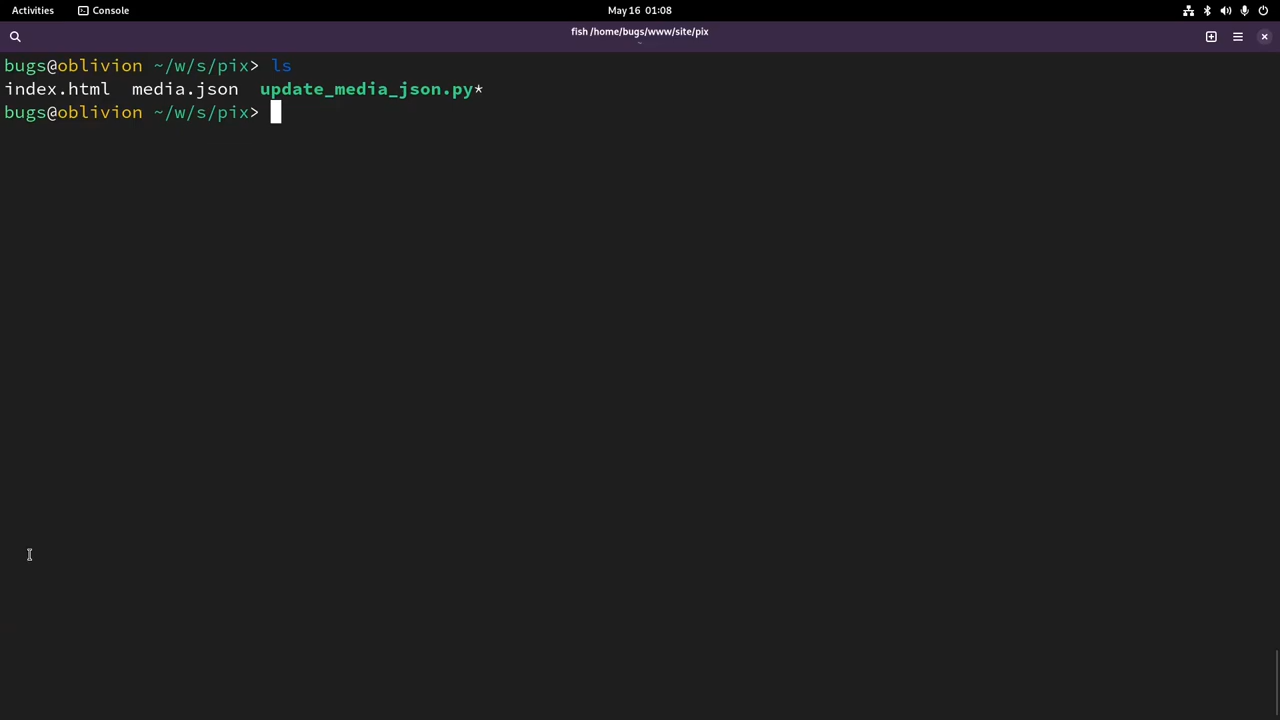 Activities Console May 16 01:08
fish /home/bugs/www/site/pix
~
bugs@oblivion ~/w/s/pix> ls
index.html media.json update_media_json.py*
bugs@oblivion ~/w/s/pix>